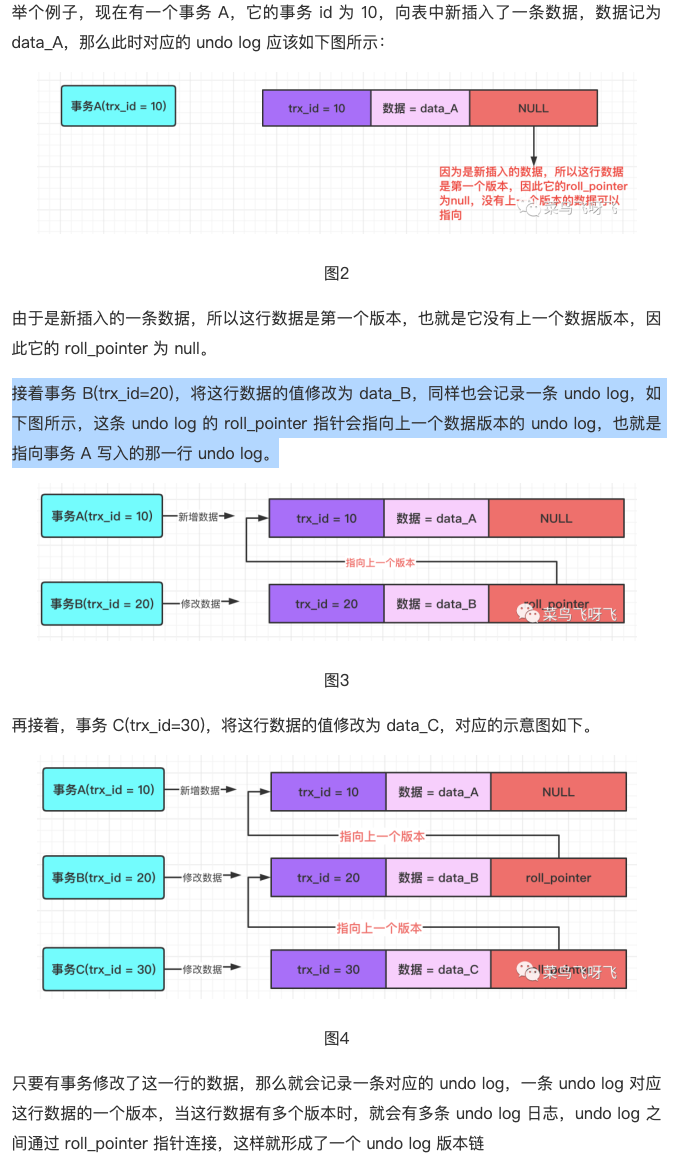 举个例子，现在有一个事务 A，它的事务 id 为 10，向表中新插入了一条数据，数据记为
data_A，那么此时对应的 undo log 应该如下图所示：
事务A(trx_id = 10)
trx_id = 10
数据 = data_A
NULL
因为是新插入的数据，所以这行数据
是第一个版本，因此它的roll_pointer
为null，没有上一个版本的数据可以
指向
菜鸟飞呀飞
图2
由于是新插入的一条数据，所以这行数据是第一个版本，也就是它没有上一个数据版本，因
此它的 roll_pointer 为 null。
接着事务 B(trx_id=20)，将这行数据的值修改为 data_B，同样也会记录一条 undo log，如
下图所示，这条 undo log 的 roll_pointer 指针会指向上一个数据版本的 undo log，也就是
指向事务 A 写入的那一行 undo log。
事务A(trx_id = 10)
新增数据
trx_id = 10
数据 = data_A
NULL
指向上一个版本
事务B(trx_id = 20)
修改数据
trx_id = 20
数据 = data_B
roll_pointer
菜鸟飞呀飞
图3
再接着，事务 C(trx_id=30)，将这行数据的值修改为 data_C，对应的示意图如下。
事务A(trx_id = 10)
新增数据
trx_id = 10
数据 = data_A
NULL
指向上一个版本
事务B(trx_id = 20)
修改数据
trx_id = 20
数据 = data_B
roll_pointer
指向上一个版本
事务C(trx_id = 30)
修改数据
trx_id = 30
数据 = data_C
roll_pointer
菜鸟飞呀飞
图4
只要有事务修改了这一行的数据，那么就会记录一条对应的 undo log，一条 undo log 对应
这行数据的一个版本，当这行数据有多个版本时，就会有多条 undo log 日志，undo log 之
间通过 roll_pointer 指针连接，这样就形成了一个 undo log 版本链